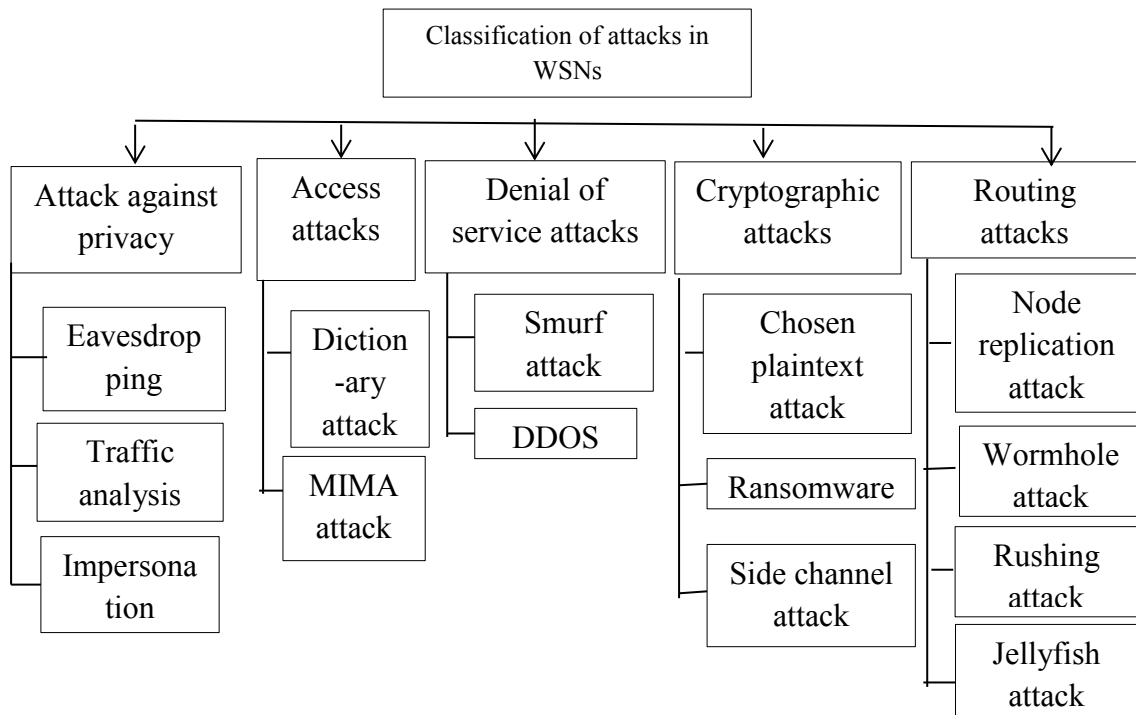 Classification of attacks in
WSNs
Attack against
privacy
Eavesdrop
ping
Traffic
analysis
Impersona
tion
Access
attacks
Diction
-ary
attack
MIMA
attack
Denial of
service attacks
Smurf
attack
DDOS
Cryptographic
attacks
Chosen
plaintext
attack
Ransomware
Side channel
attack
Routing
attacks
Node
replication
attack
Wormhole
attack
Rushing
attack
Jellyfish
attack